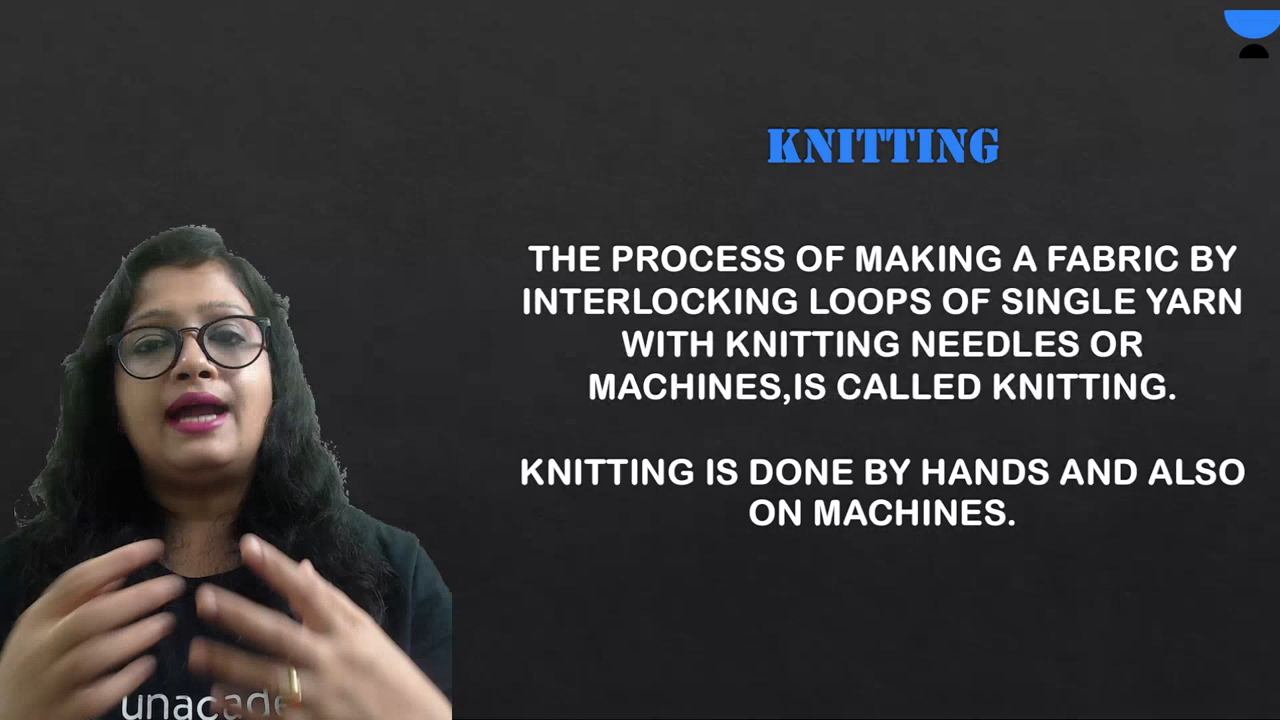 KNITTING
THE PROCESS OF MAKING A FABRIC BY
INTERLOCKING LOOPS OF SINGLE YARN
WITH KNITTING NEEDLES OR
MACHINES,IS CALLED KNITTING.
KNITTING IS DONE BY HANDS AND ALSO
ON MACHINES.
unacade